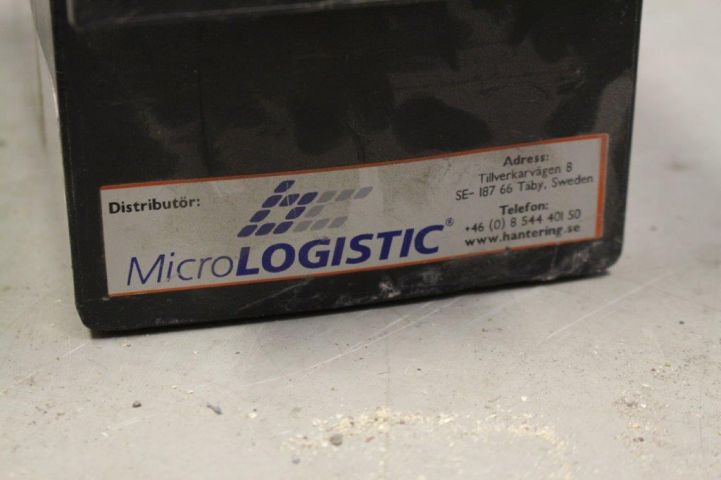 Distributör:
MicroLOGISTIC®
Adress:
Tillverkarvägen 8
SE- 187 66 Täby, Sweden
Telefon:
+46 (0) 8 544 401 50
www.hantering.se